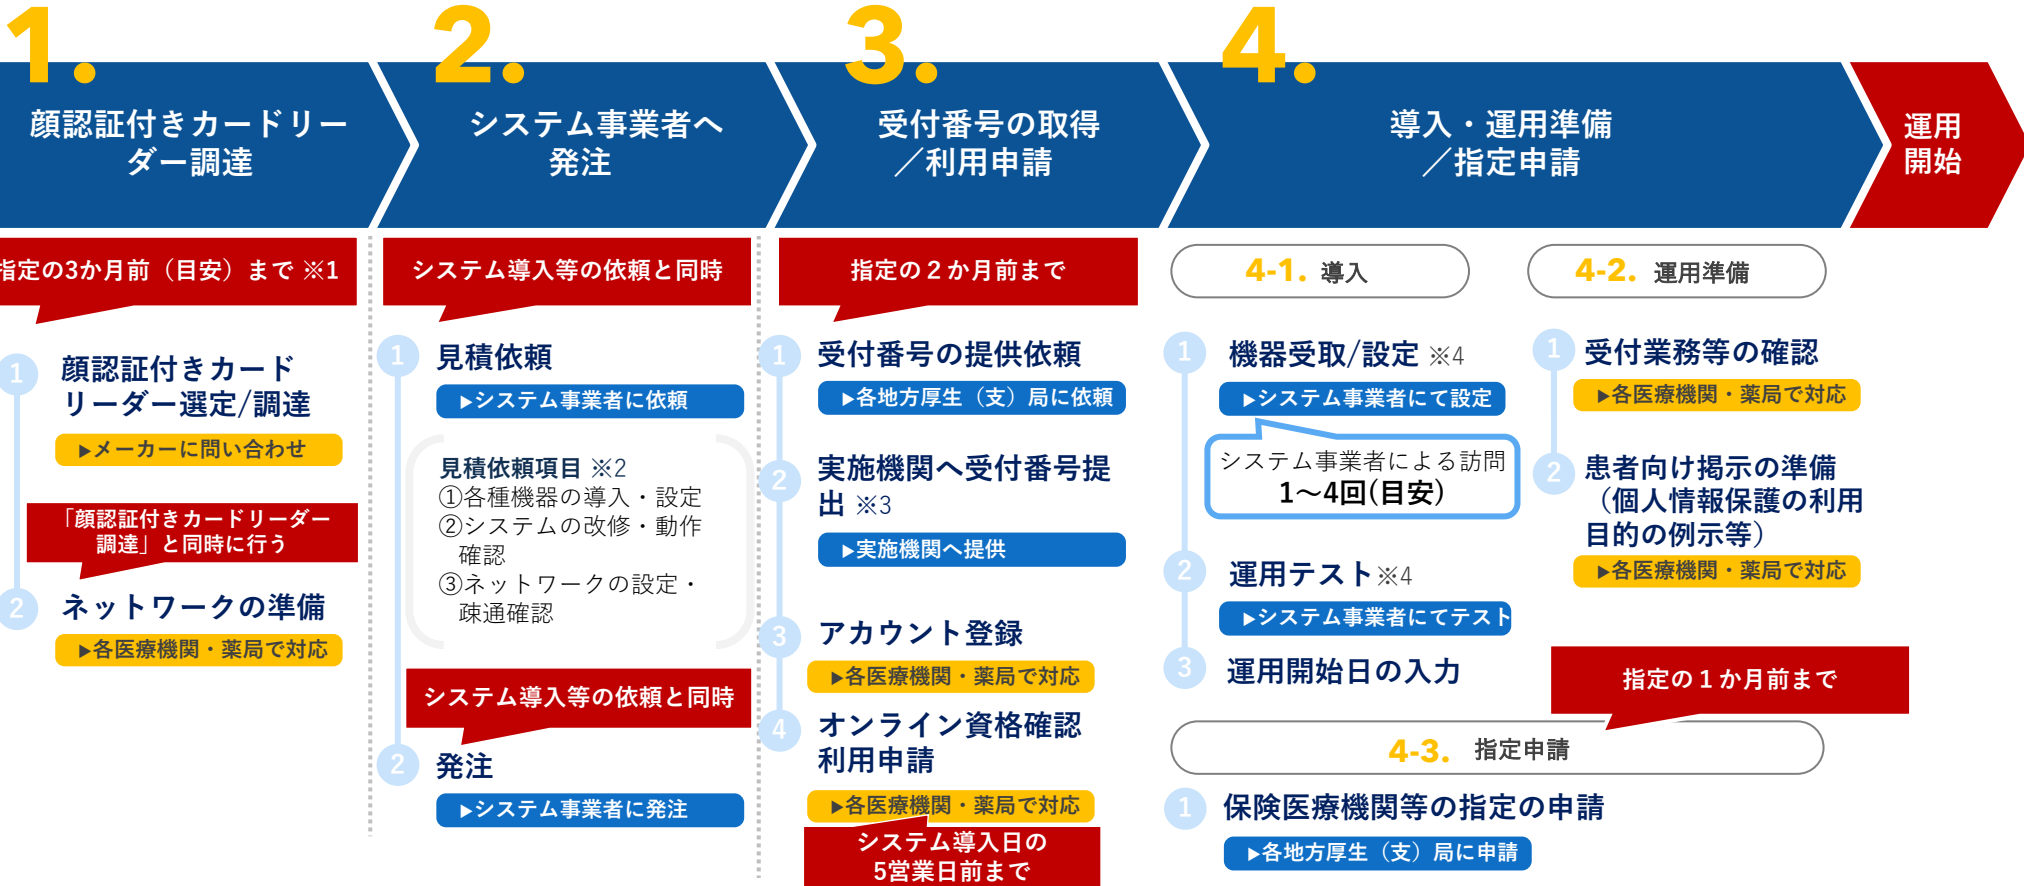 1.
顔認証付きカードリー
ダー調達
2.
システム事業者へ
発注
3.
受付番号の取得
／利用申請
4.
導入・運用準備
／指定申請
運用
開始
指定の3か月前（目安）まで ※1
1
顔認証付きカード
リーダー選定/調達
▶メーカーに問い合わせ
「顔認証付きカードリーダー
調達」と同時に行う
2
ネットワークの準備
▶各医療機関・薬局で対応
システム導入等の依頼と同時
1
見積依頼
▶システム事業者に依頼
見積依頼項目 ※2
①各種機器の導入・設定
②システムの改修・動作
確認
③ネットワークの設定・
疎通確認
システム導入等の依頼と同時
2
発注
▶システム事業者に発注
指定の２か月前まで
1
受付番号の提供依頼
▶各地方厚生（支）局に依頼
2
実施機関へ受付番号提
出 ※3
▶実施機関へ提供
3
アカウント登録
▶各医療機関・薬局で対応
4
オンライン資格確認
利用申請
▶各医療機関・薬局で対応
システム導入日の
5営業日前まで
4-1. 導入
1
機器受取/設定 ※4
▶システム事業者にて設定
システム事業者による訪問
1～4回(目安)
2
運用テスト※4
▶システム事業者にてテスト
3
運用開始日の入力
4-2. 運用準備
1
受付業務等の確認
▶各医療機関・薬局で対応
2
患者向け掲示の準備
（個人情報保護の利用
目的の例示等）
▶各医療機関・薬局で対応
指定の１か月前まで
4-3. 指定申請
1
保険医療機関等の指定の申請
▶各地方厚生（支）局に申請